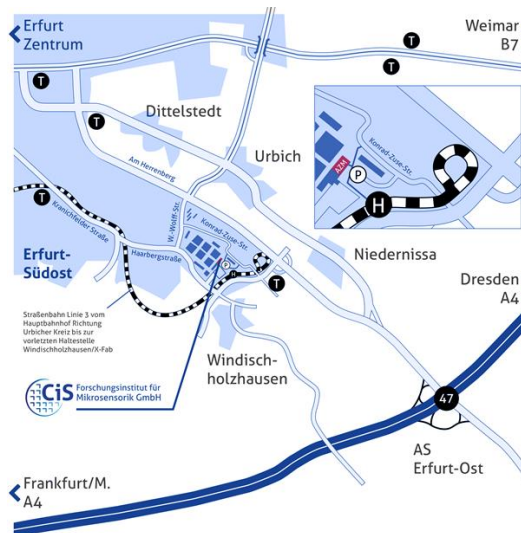 Erfurt
Zentrum
Weimar
B7
T
T
T
T
Dittelstedt
Urbich
Am Herrenberg
Konrad-Zuse-Str.
AZM
P
H
T
Kranichfelder Straße
W.-Wolff-Str.
Konrad-Zuse-Str.
Erfurt-
Südost
Haarbergstraße
P
H
T
Niedernissa
Dresden
A4
Straßenbahn Linie 3 vom
Hauptbahnhof Richtung
Urbicher Kreiz bis zur
vorletzten Haltestelle
Windischholzhausen/X-Fab
Windisch-
holzhausen
CiS Forschungsinstitut für
Mikrosensorik GmbH
47
AS
Erfurt-Ost
Frankfurt/M.
A4